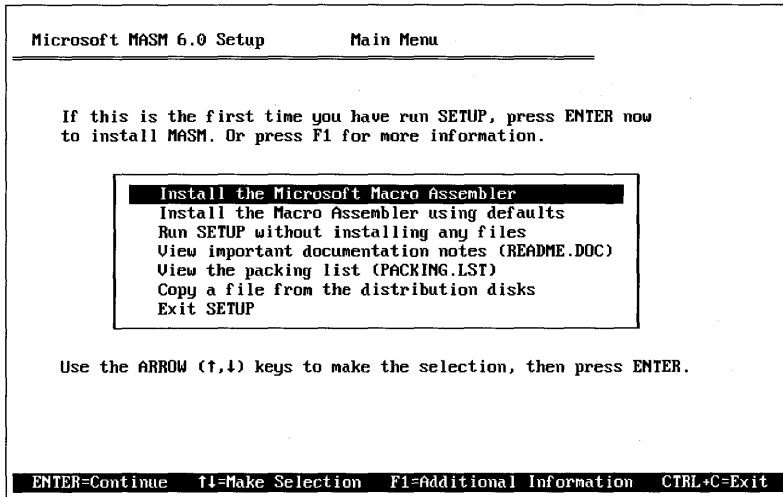 Microsoft MASM 6.0 Setup Main Menu
If this is the first time you have run SETUP, press ENTER now
to install MASM. Or press F1 for more information.
Install the Microsoft Macro Assembler
Install the Macro Assembler using defaults
Run SETUP without installing any files
View important documentation notes (README.DOC)
View the packing list (PACKING.LST)
Copy a file from the distribution disks
Exit SETUP
Use the ARROW (↑,↓) keys to make the selection, then press ENTER.
ENTER=Continue ↑↓=Make Selection F1=Additional Information CTRL+C=Exit